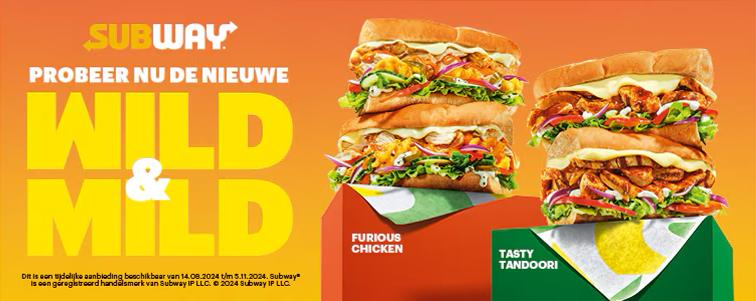 SUBWAY
PROBEER NU DE NIEUWE
WILD
&
MILD
FURIOUS
CHICKEN
TASTY
TANDOORI
Dit is een tijdelijke aanbieding beschikbaar van 14.08.2024 t/m 5.11.2024. Subway®
is een geregistreerd handelsmerk van Subway IP LLC. © 2024 Subway IP LLC.